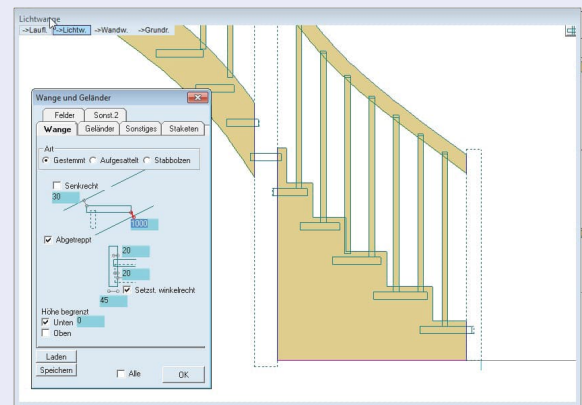 Lichtwange
->Laufl. ->Lichtw. ->Wandw. ->Grundr.
Wange und Geländer
Felder Sonst.2
Wange Geländer Sonstiges Staketen
Art
Gestemmt Aufgesattelt Stabbolzen
Senkrecht
30
1000
Abgetreppt
20
20
Setzst. winkelrecht
45
Höhe begrenzt
Unten 0
Oben
Laden
Speichern Alle OK